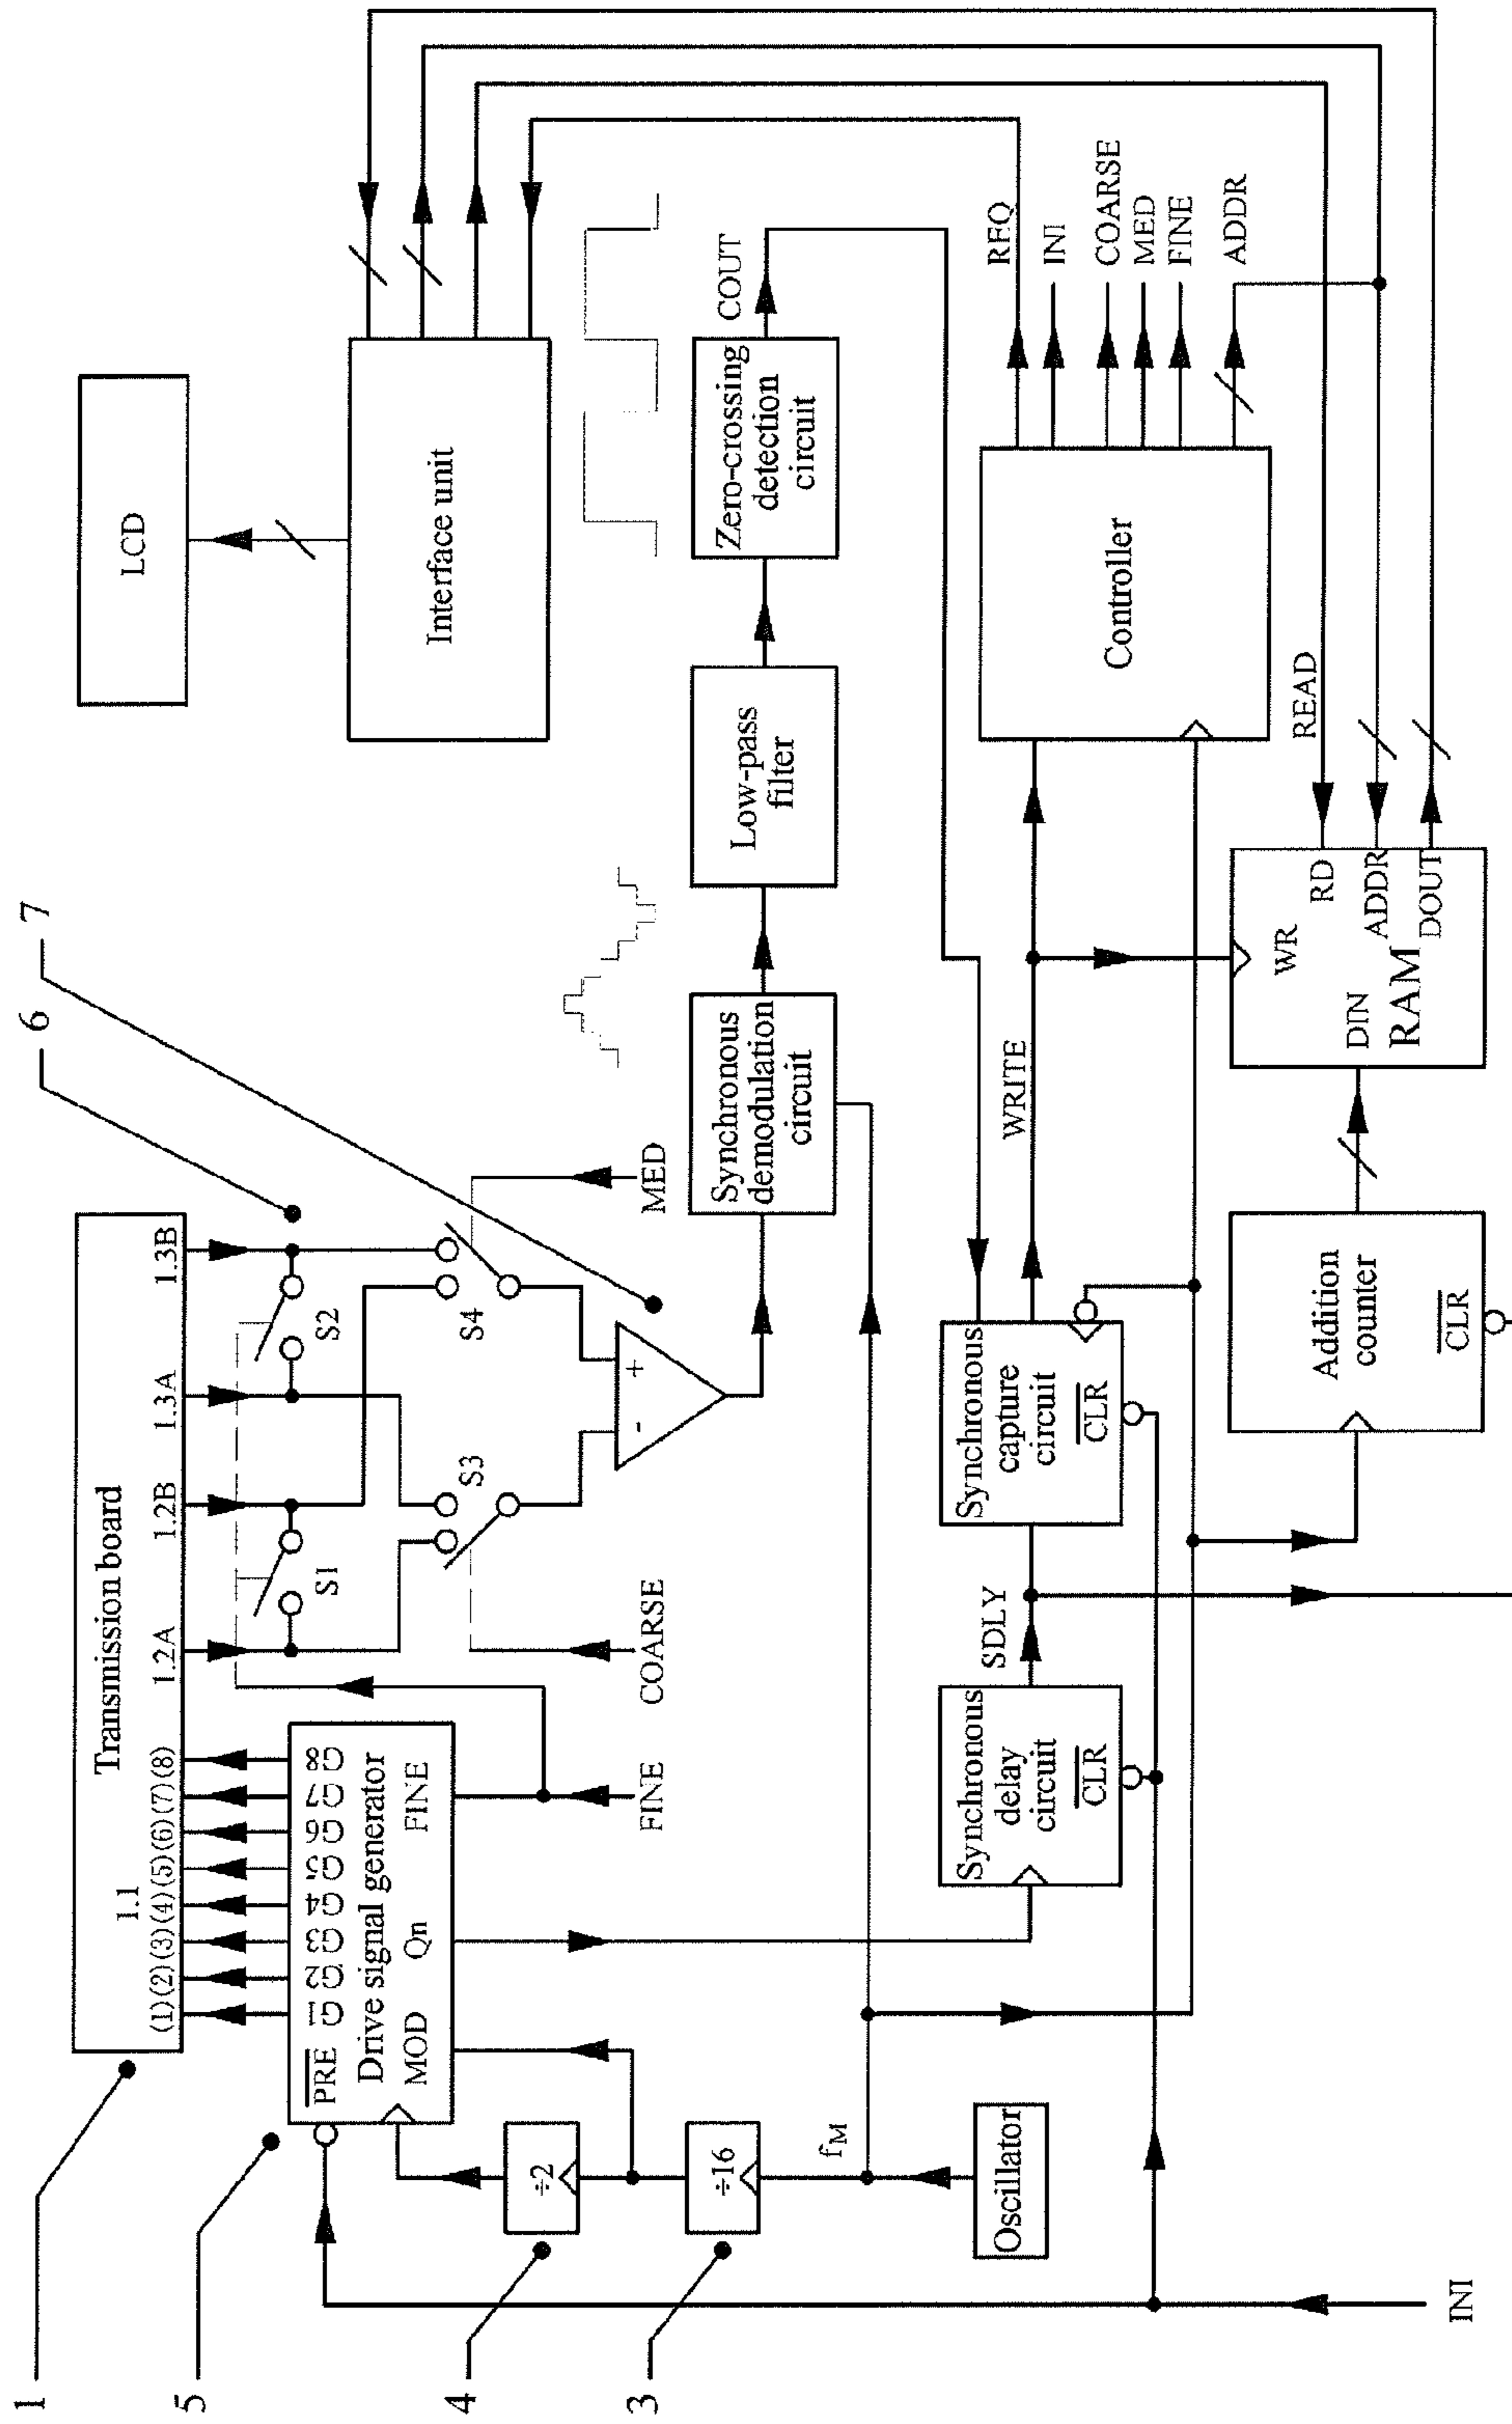 1
5
4
3
6
7
Transmission board
1.1
(1) (2) (3) (4) (5) (6) (7) (8)
1.2A
1.2B
1.3A
1.3B
G1 G2 G3 G4 G5 G6 G7 G8
PRE
Drive signal generator
MOD
Qn
FINE
S1
S2
S3
S4
FINE
COARSE
MED
-
+
÷2
÷16
fM
Oscillator
INI
Synchronous
demodulation
circuit
Low-pass
filter
Zero-crossing
detection
circuit
COUT
LCD
Interface unit
Synchronous
delay
circuit
CLR
SDLY
Synchronous
capture
circuit
CLR
WRITE
Controller
REQ
INI
COARSE
MED
FINE
ADDR
READ
Addition
counter
CLR
WR
RD
DIN
ADDR
RAM
DOUT